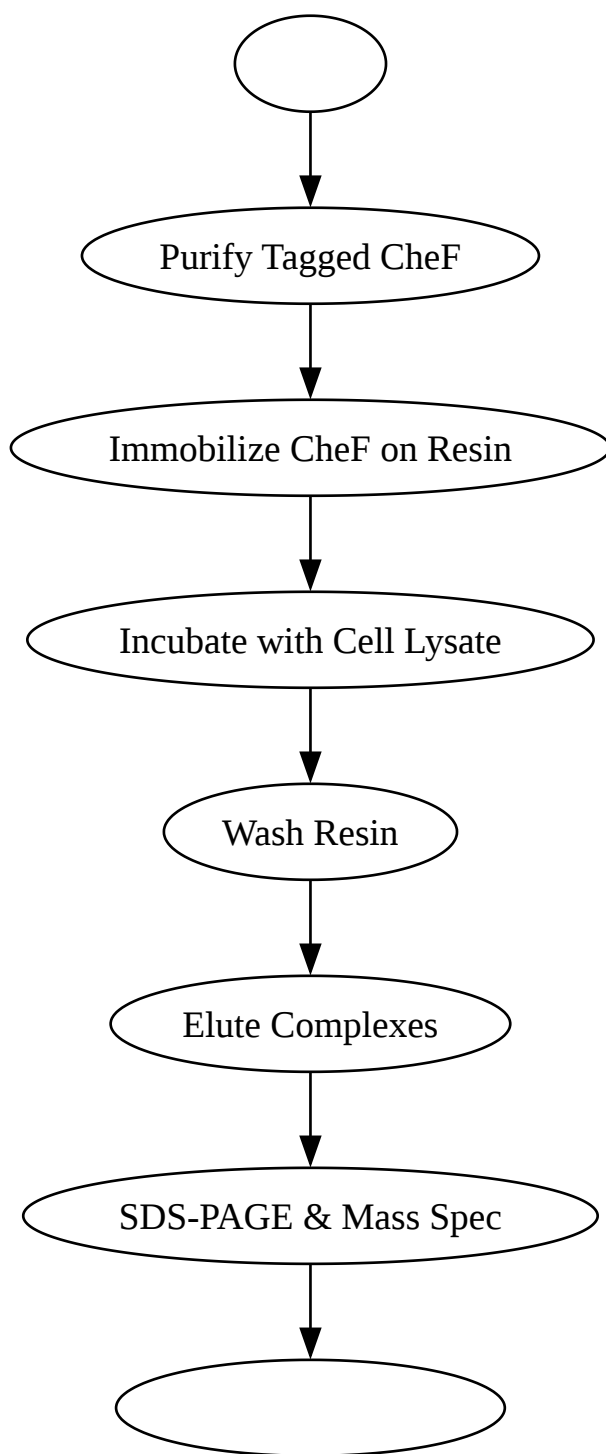 Purify Tagged CheF
Immobilize CheF on Resin
Incubate with Cell Lysate
Wash Resin
Elute Complexes
SDS-PAGE & Mass Spec